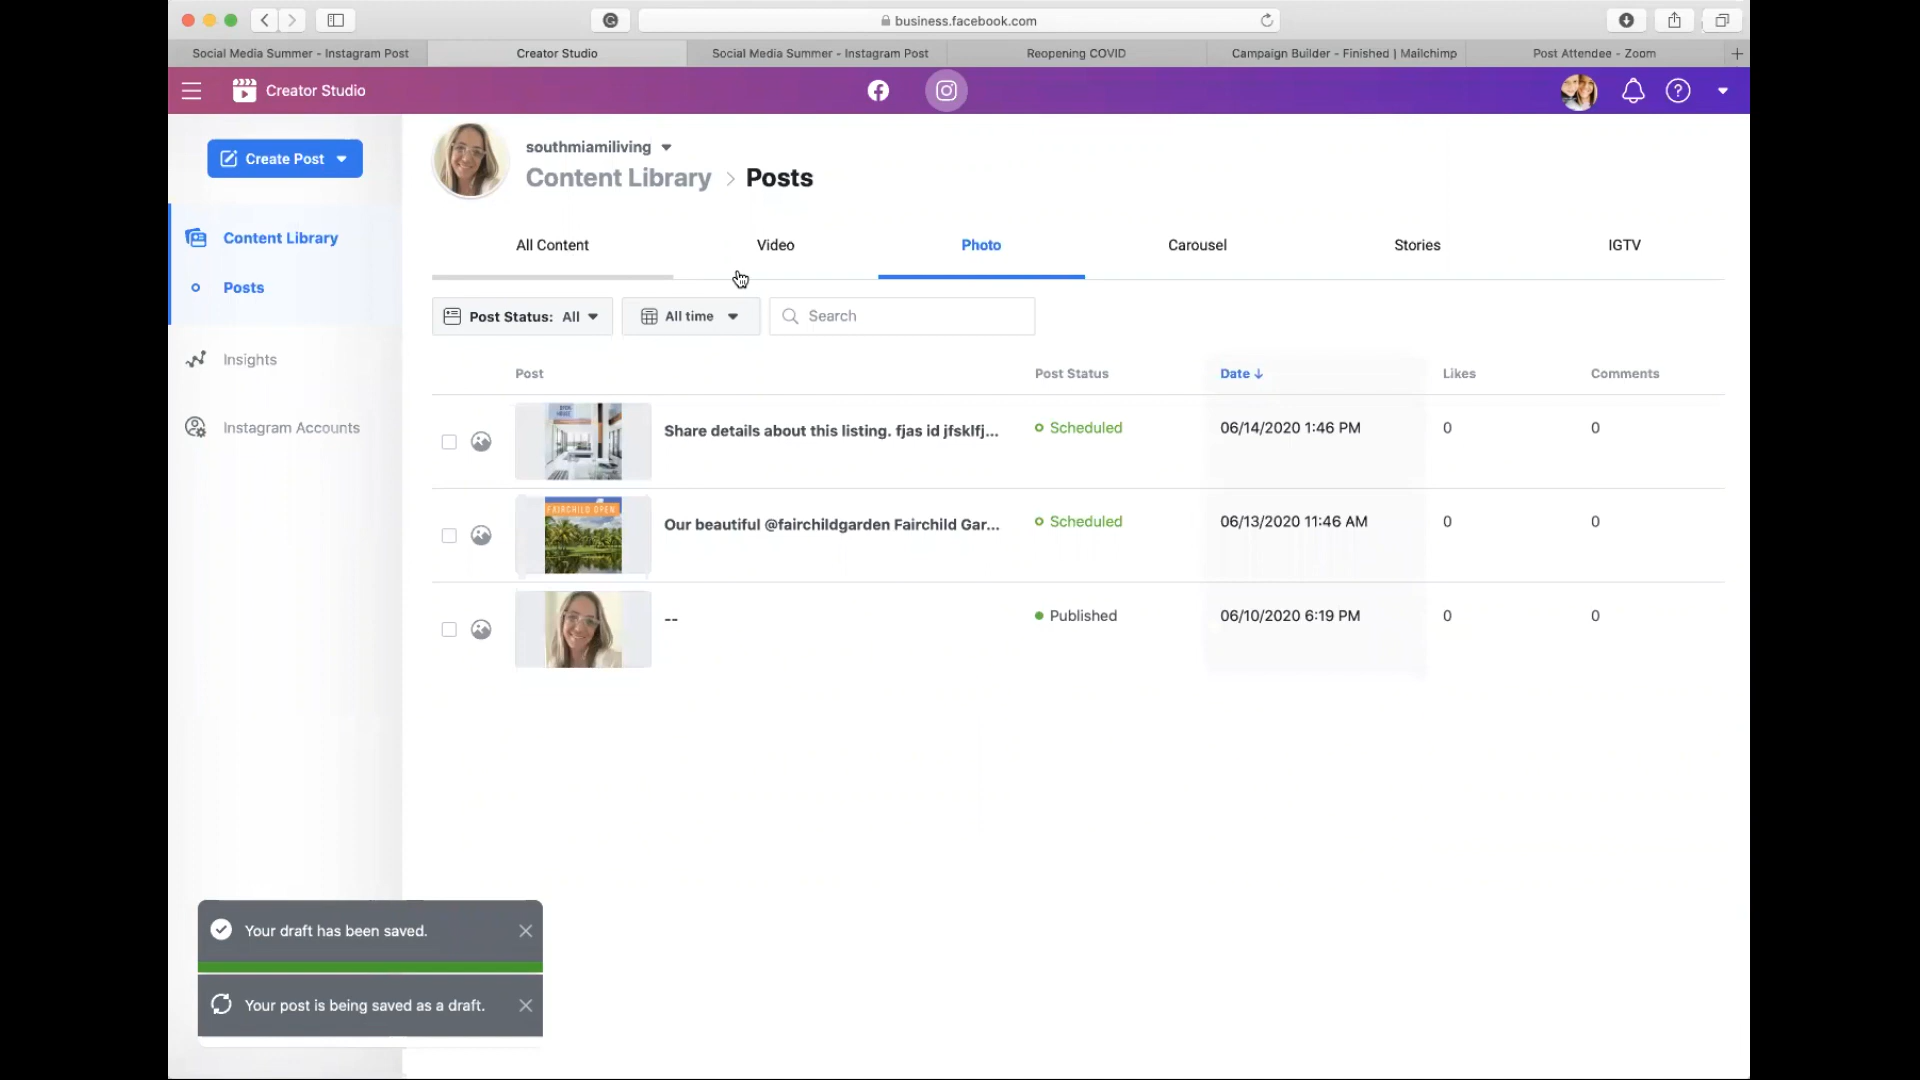 business.facebook.com
Social Media Summer - Instagram Post
Creator Studio
Social Media Summer - Instagram Post
Reopening COVID
Campaign Builder - Finished | Mailchimp
Post Attendee - Zoom
Creator Studio
Create Post
southmiamiliving
Content Library > Posts
Content Library
Posts
Insights
Instagram Accounts
All Content
Video
Photo
Carousel
Stories
IGTV
Post Status: All
All time
Search
Post
Post Status
Date ↓
Likes
Comments
OPEN
HOUSE
Share details about this listing. fjas id jfsklfj...
Scheduled
06/14/2020 1:46 PM
0
0
FAIRCHILD OPEN
Our beautiful @fairchildgarden Fairchild Gar...
Scheduled
06/13/2020 11:46 AM
0
0
--
Published
06/10/2020 6:19 PM
0
0
Your draft has been saved.
Your post is being saved as a draft.